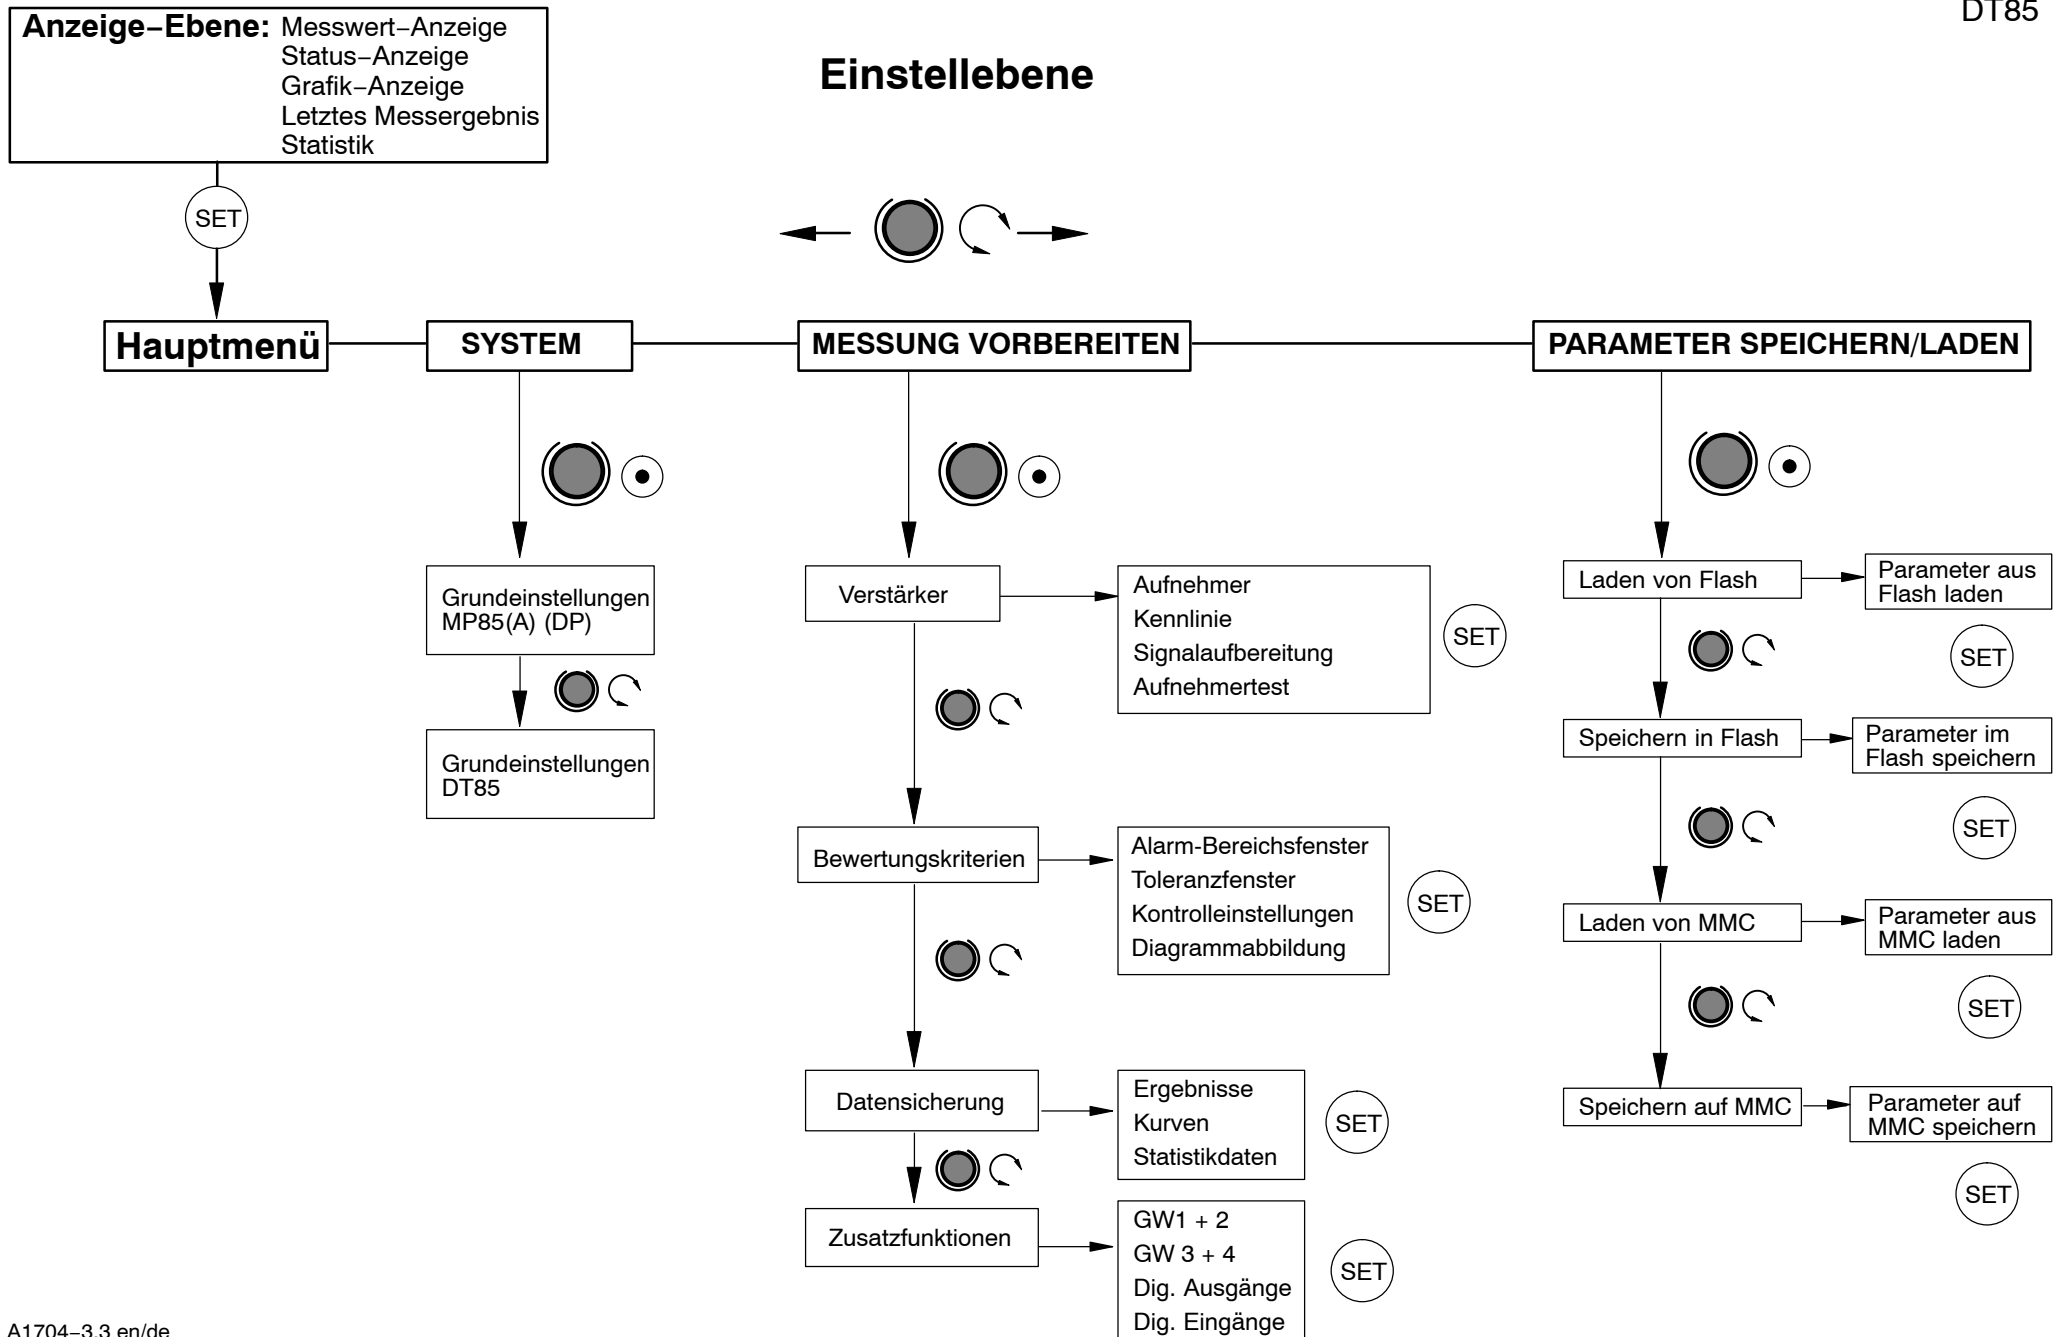 DT85
Anzeige–Ebene: Messwert–Anzeige
Status–Anzeige
Grafik–Anzeige
Letztes Messergebnis
Statistik
Einstellebene
SET
Hauptmenü
SYSTEM
MESSUNG VORBEREITEN
PARAMETER SPEICHERN/LADEN
Grundeinstellungen
MP85(A) (DP)
Grundeinstellungen
DT85
Verstärker
Aufnehmer
Kennlinie
Signalaufbereitung
Aufnehmertest
SET
Bewertungskriterien
Alarm-Bereichsfenster
Toleranzfenster
Kontrolleinstellungen
Diagrammabbildung
SET
Datensicherung
Ergebnisse
Kurven
Statistikdaten
SET
Zusatzfunktionen
GW1 + 2
GW 3 + 4
Dig. Ausgänge
Dig. Eingänge
SET
Laden von Flash
Parameter aus
Flash laden
SET
Speichern in Flash
Parameter im
Flash speichern
SET
Laden von MMC
Parameter aus
MMC laden
SET
Speichern auf MMC
Parameter auf
MMC speichern
SET
A1704–3.3 en/de